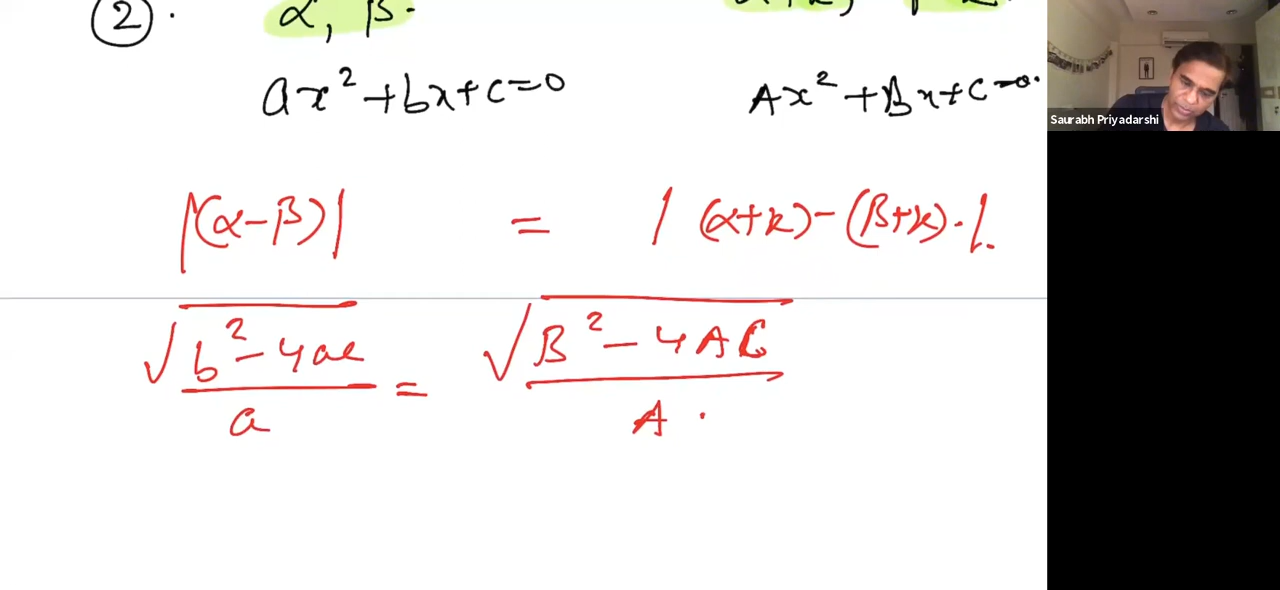 2. α, β. α+k, β+k.
ax² + bx + c = 0 Ax² + Bx + C = 0.
Saurabh Priyadarshi
|(α-β)| = |(α+k) - (β+k).|.
√(b² - 4ac)/a = √(B² - 4AC)/A .